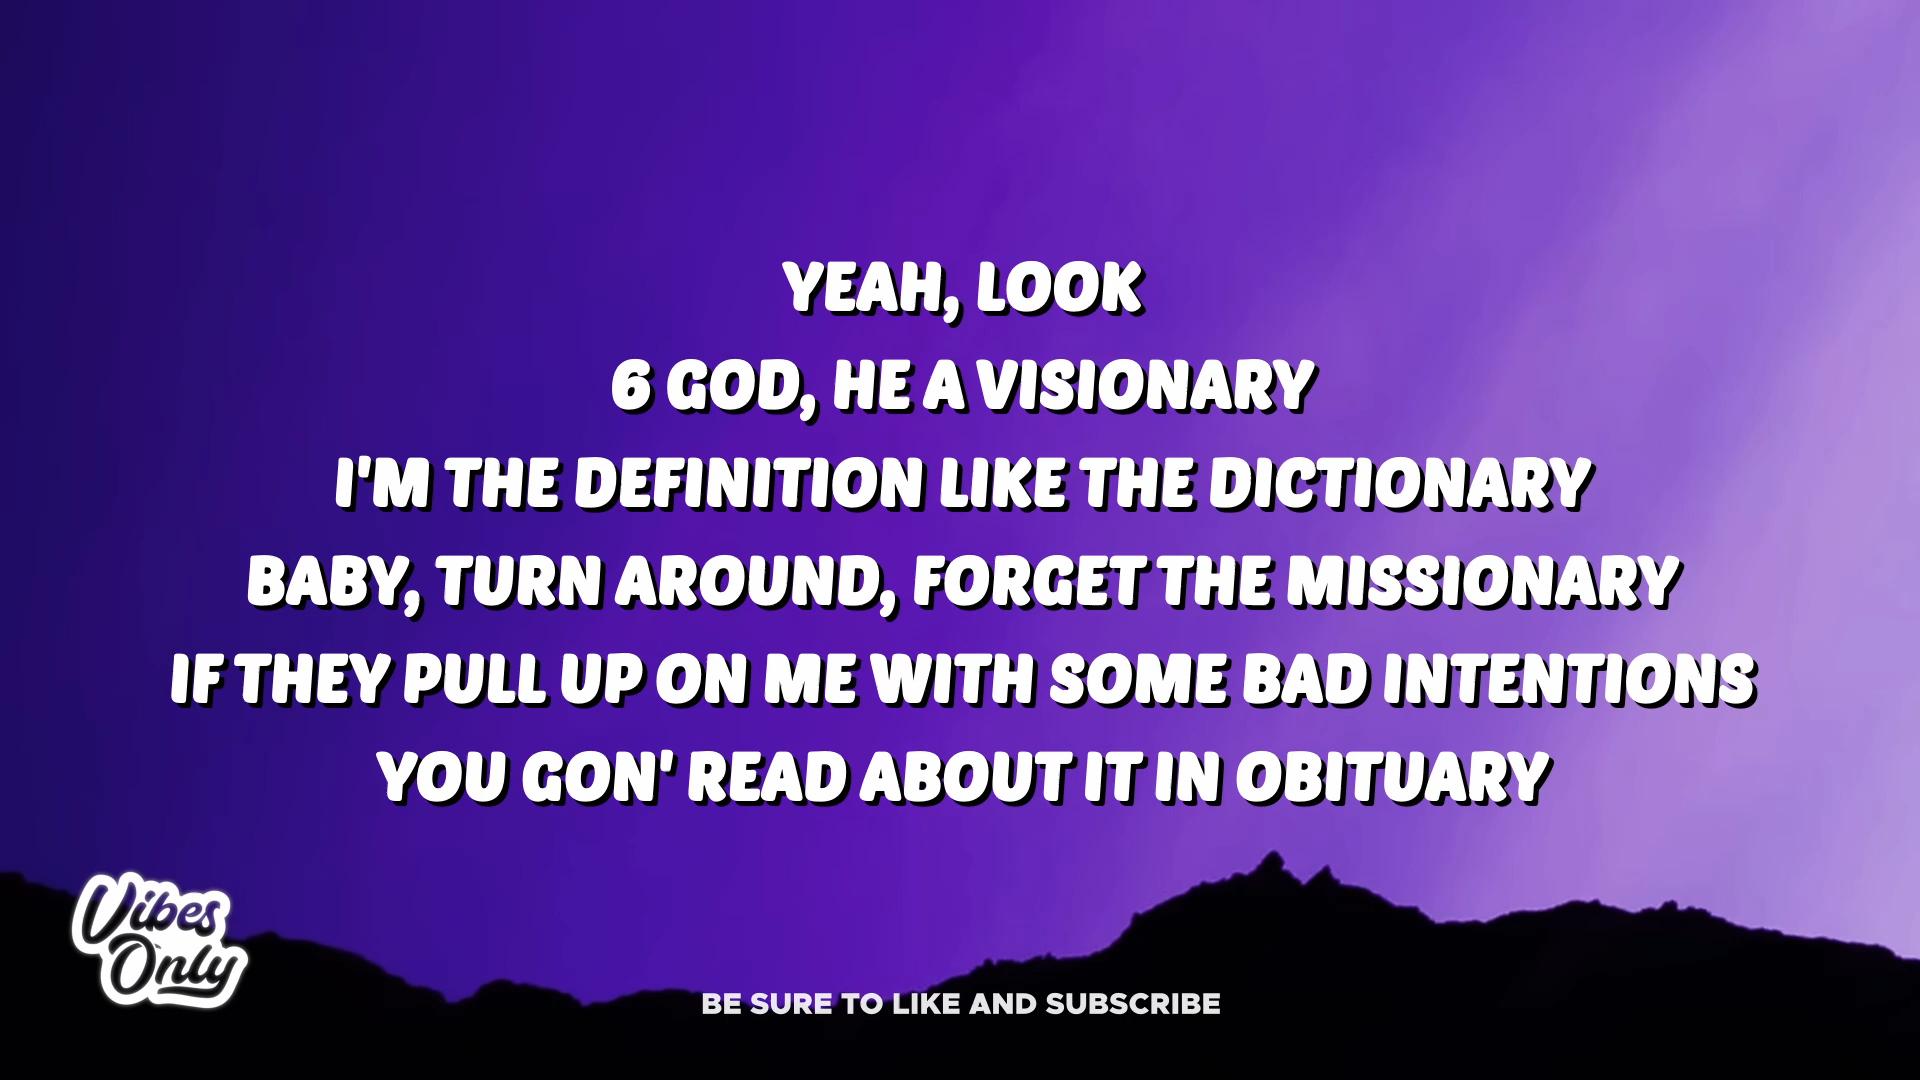 YEAH, LOOK
6 GOD, HE A VISIONARY
I'M THE DEFINITION LIKE THE DICTIONARY
BABY, TURN AROUND, FORGET THE MISSIONARY
IF THEY PULL UP ON ME WITH SOME BAD INTENTIONS
YOU GON' READ ABOUT IT IN OBITUARY
Vibes
Only
BE SURE TO LIKE AND SUBSCRIBE